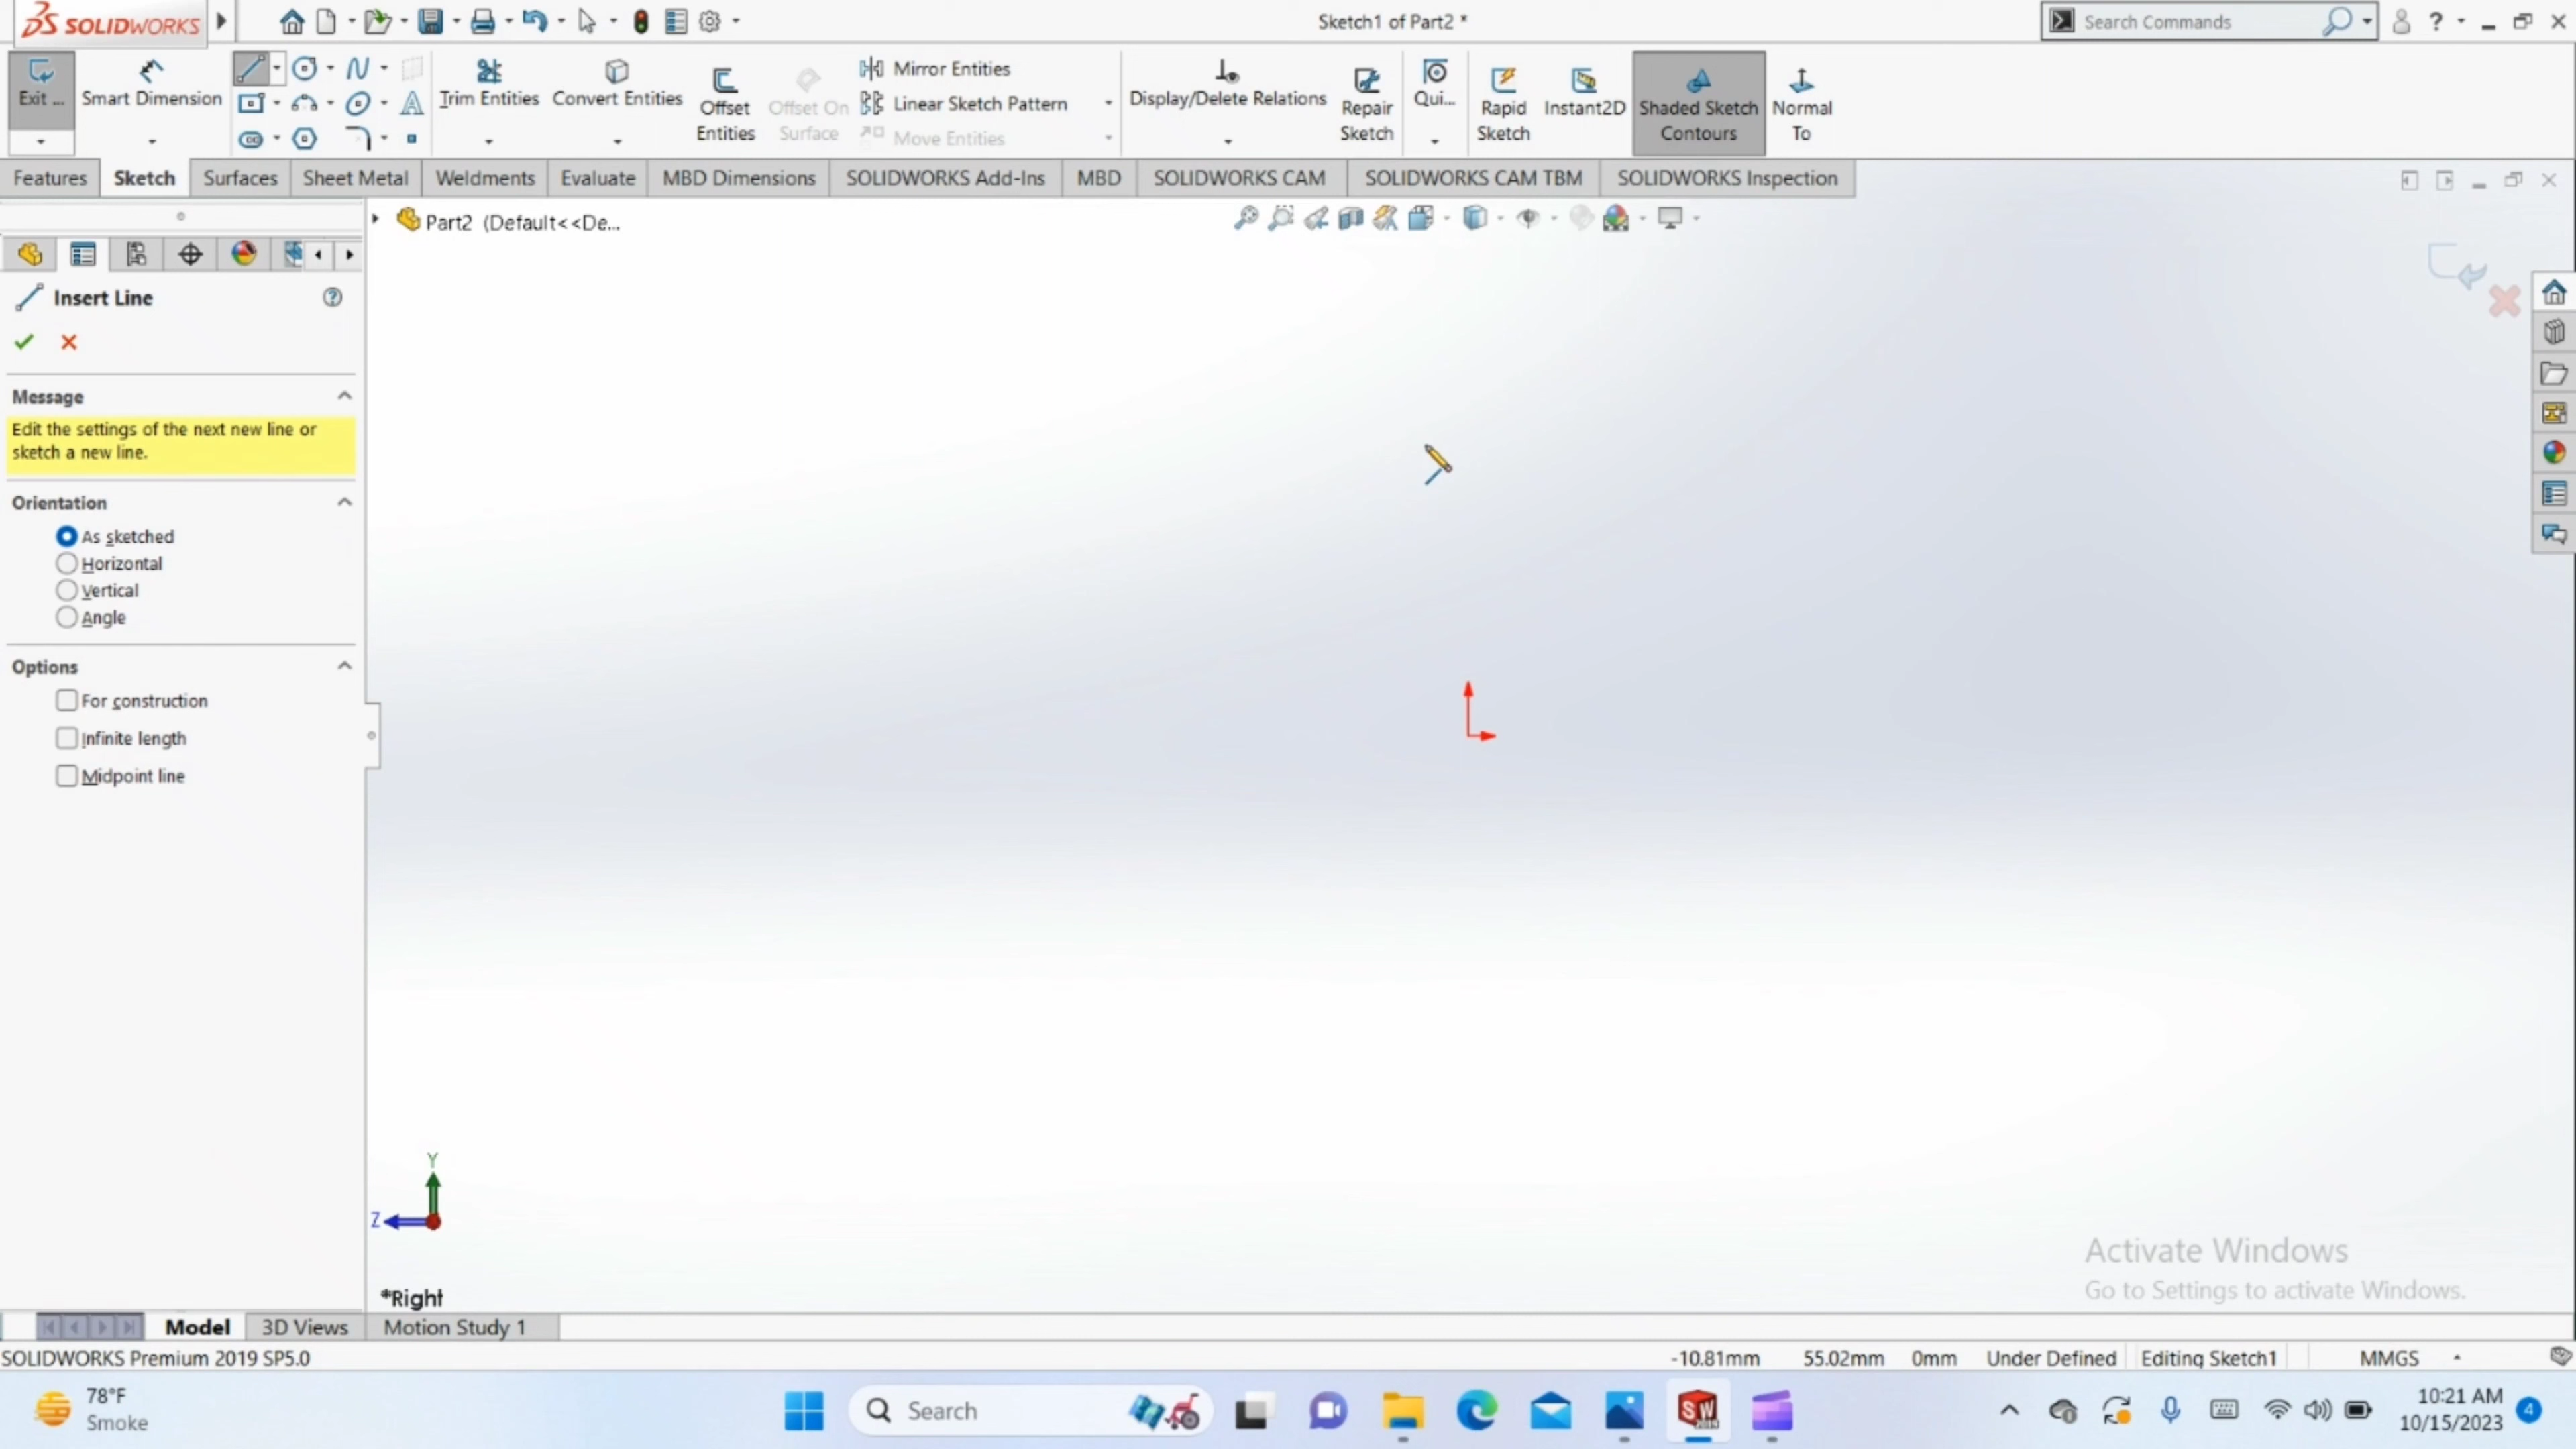 SOLIDWORKS
Sketch1 of Part2 *
Search Commands
?
Exit ...
Smart Dimension
Trim Entities
Convert Entities
Offset Entities
Offset On Surface
Mirror Entities
Linear Sketch Pattern
Move Entities
Display/Delete Relations
Repair Sketch
Qui...
Rapid Sketch
Instant2D
Shaded Sketch Contours
Normal To
Features
Sketch
Surfaces
Sheet Metal
Weldments
Evaluate
MBD Dimensions
SOLIDWORKS Add-Ins
MBD
SOLIDWORKS CAM
SOLIDWORKS CAM TBM
SOLIDWORKS Inspection
Part2 (Default<<De...
Insert Line
Message
Edit the settings of the next new line or
sketch a new line.
Orientation
As sketched
Horizontal
Vertical
Angle
Options
For construction
Infinite length
Midpoint line
Y
Z
*Right
Activate Windows
Go to Settings to activate Windows.
Model
3D Views
Motion Study 1
SOLIDWORKS Premium 2019 SP5.0
-10.81mm 55.02mm 0mm Under Defined Editing Sketch1 MMGS
78°F
Smoke
Search
SW
2019
10:21 AM
10/15/2023
4